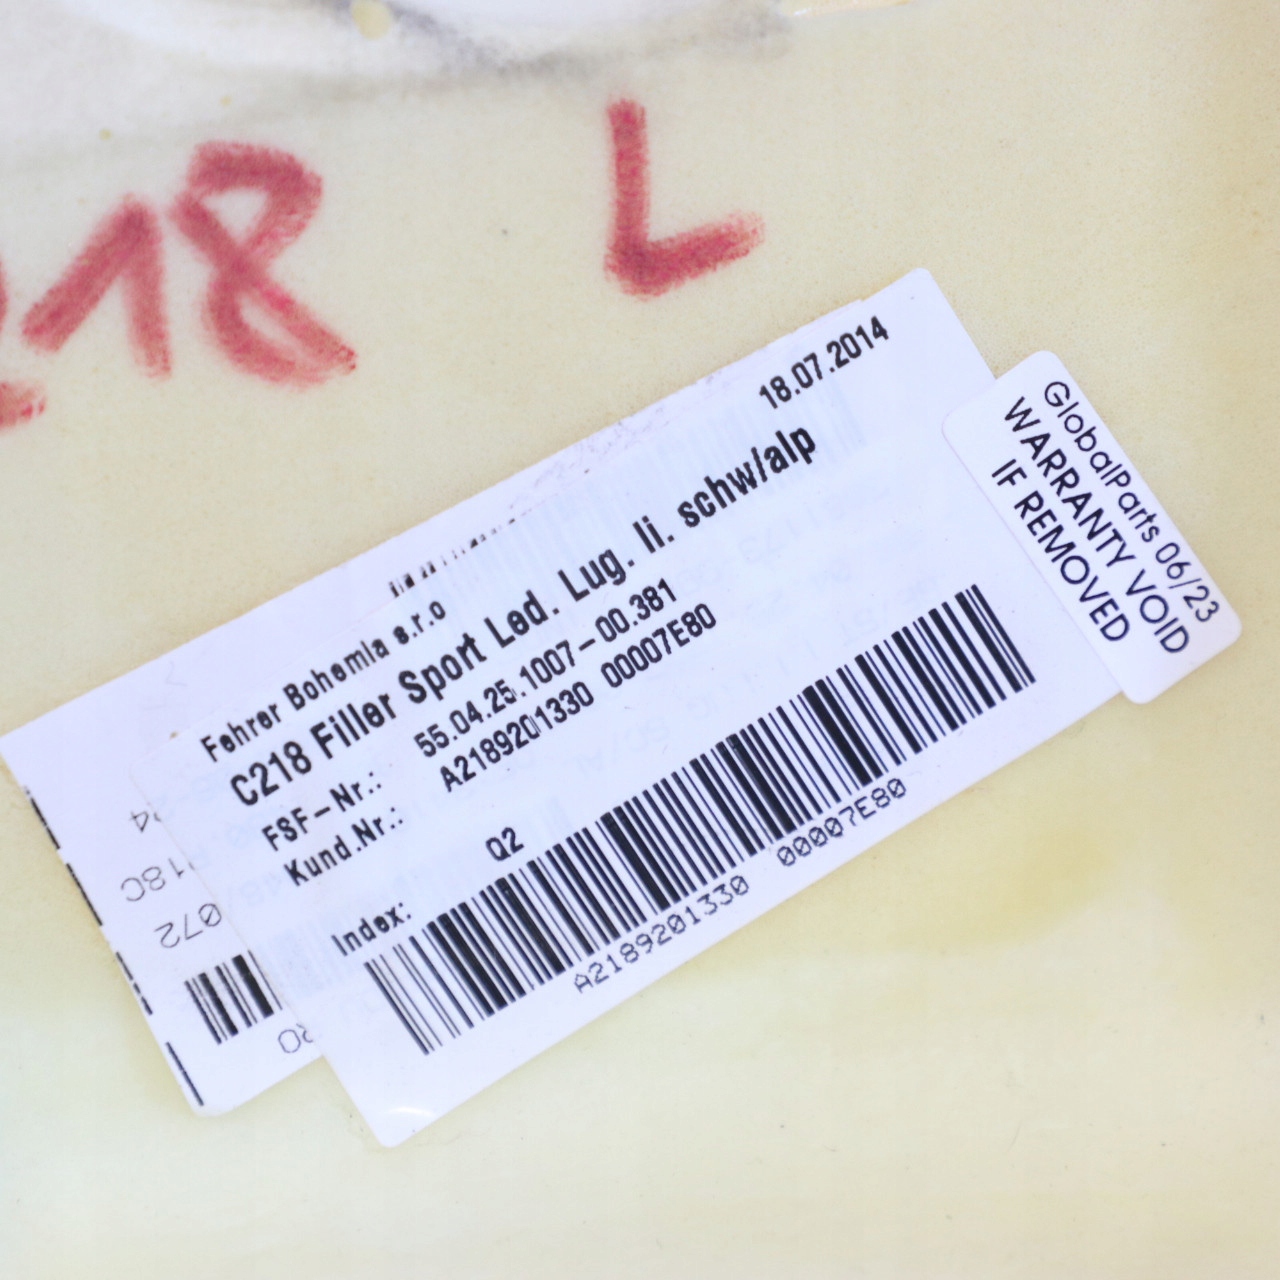 218 L
18.07.2014
Fehrer Bohemia s.r.o
C218 Filler Sport Led. Lug. li. schw/alp
FSF-Nr.: 55.04.25.1007-00.381
Kund.Nr.: A2189201330 00007E80
Index: Q2
A2189201330 00007E80
GlobalParts 06/23
WARRANTY VOID
IF REMOVED
072